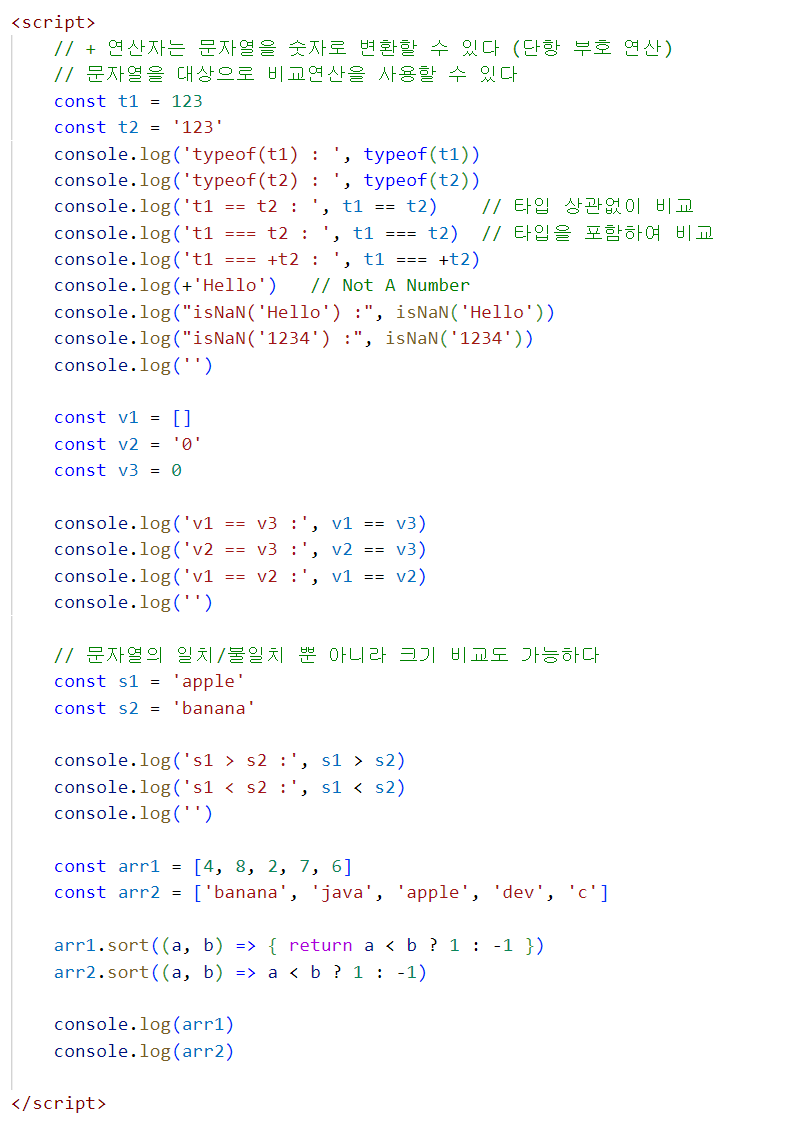 <script>
// + 연산자는 문자열을 숫자로 변환할 수 있다 (단항 부호 연산)
// 문자열을 대상으로 비교연산을 사용할 수 있다
const t1 = 123
const t2 = '123'
console.log('typeof(t1) : ', typeof(t1))
console.log('typeof(t2) : ', typeof(t2))
console.log('t1 == t2 : ', t1 == t2)    // 타입 상관없이 비교
console.log('t1 === t2 : ', t1 === t2)  // 타입을 포함하여 비교
console.log('t1 === +t2 : ', t1 === +t2)
console.log(+'Hello')   // Not A Number
console.log("isNaN('Hello') :", isNaN('Hello'))
console.log("isNaN('1234') :", isNaN('1234'))
console.log('')
const v1 = []
const v2 = '0'
const v3 = 0
console.log('v1 == v3 :', v1 == v3)
console.log('v2 == v3 :', v2 == v3)
console.log('v1 == v2 :', v1 == v2)
console.log('')
// 문자열의 일치/불일치 뿐 아니라 크기 비교도 가능하다
const s1 = 'apple'
const s2 = 'banana'
console.log('s1 > s2 :', s1 > s2)
console.log('s1 < s2 :', s1 < s2)
console.log('')
const arr1 = [4, 8, 2, 7, 6]
const arr2 = ['banana', 'java', 'apple', 'dev', 'c']
arr1.sort((a, b) => { return a < b ? 1 : -1 })
arr2.sort((a, b) => a < b ? 1 : -1)
console.log(arr1)
console.log(arr2)
</script>